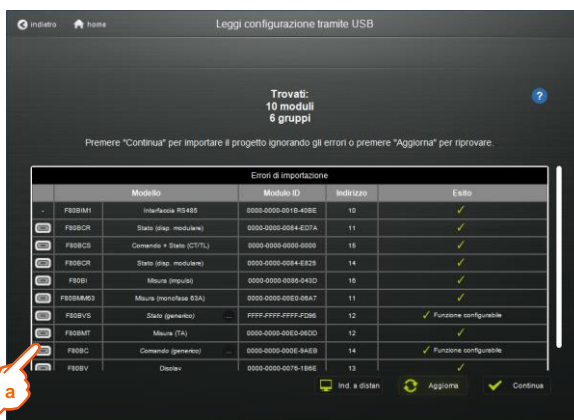 indietro home Leggi configurazione tramite USB
Trovati:
10 moduli
6 gruppi
?
Premere "Continua" per importare il progetto ignorando gli errori o premere "Aggiorna" per riprovare.
Errori di importazione
Modello Modulo ID Indirizzo Esito
- F80BIM1 Interfaccia RS485 0000-0000-001B-40BE 10 ✓
F80BCR Stato (disp. modulare) 0000-0000-0084-ED7A 11 ✓
F80BCS Comando + Stato (CT/TL) 0000-0000-0000-0000 15 ✓
F80BCR Stato (disp. modulare) 0000-0000-0084-E825 14 ✓
F80BI Misura (impulsi) 0000-0000-0086-043D 16 ✓
F80BMM63 Misura (monofase 63A) 0000-0000-00E0-06A7 11 ✓
F80BVS Stato (generico) ... FFFF-FFFF-FFFF-FD96 12 ✓ Funzione configurabile
F80BMT Misura (TA) 0000-0000-00E0-06DD 12 ✓
F80BC Comando (generico) ... 0000-0000-000E-9AEB 14 ✓ Funzione configurabile
F80BV Display 0000-0000-0076-1B6E 13 ✓
a
Ind. a distan Aggiorna Continua